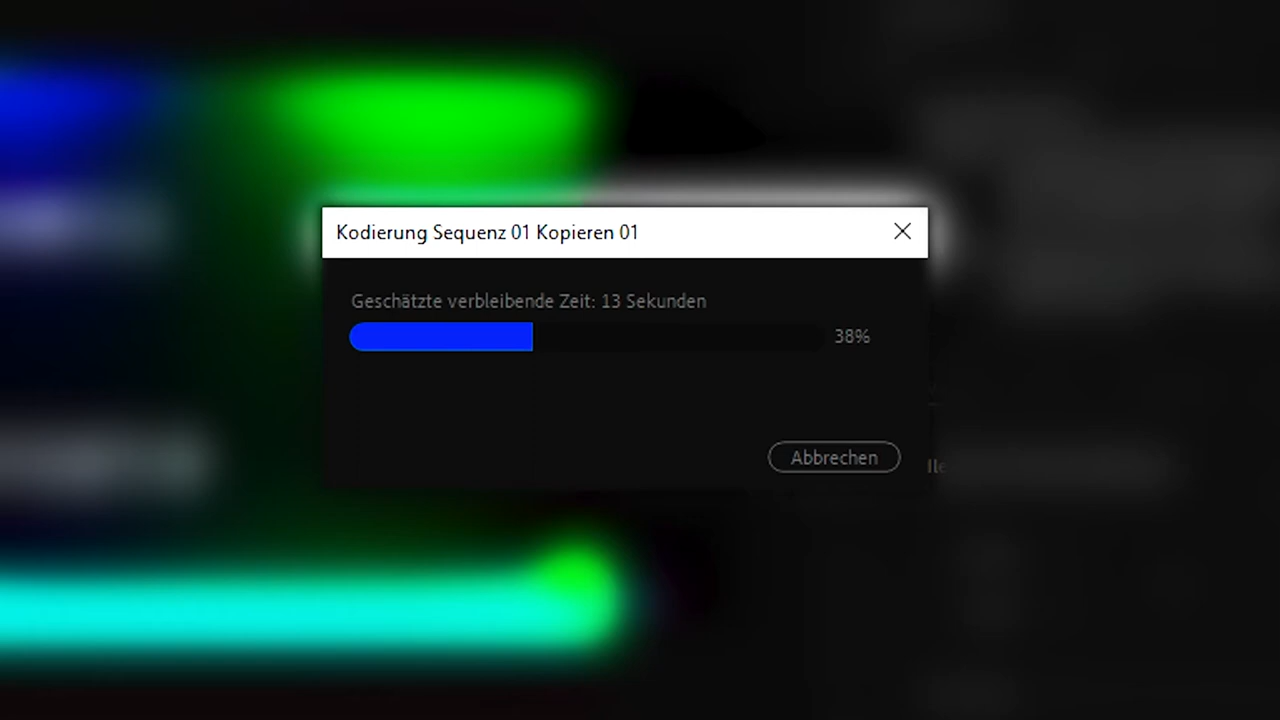 Kodierung Sequenz 01 Kopieren 01
Geschätzte verbleibende Zeit: 13 Sekunden
38%
Abbrechen